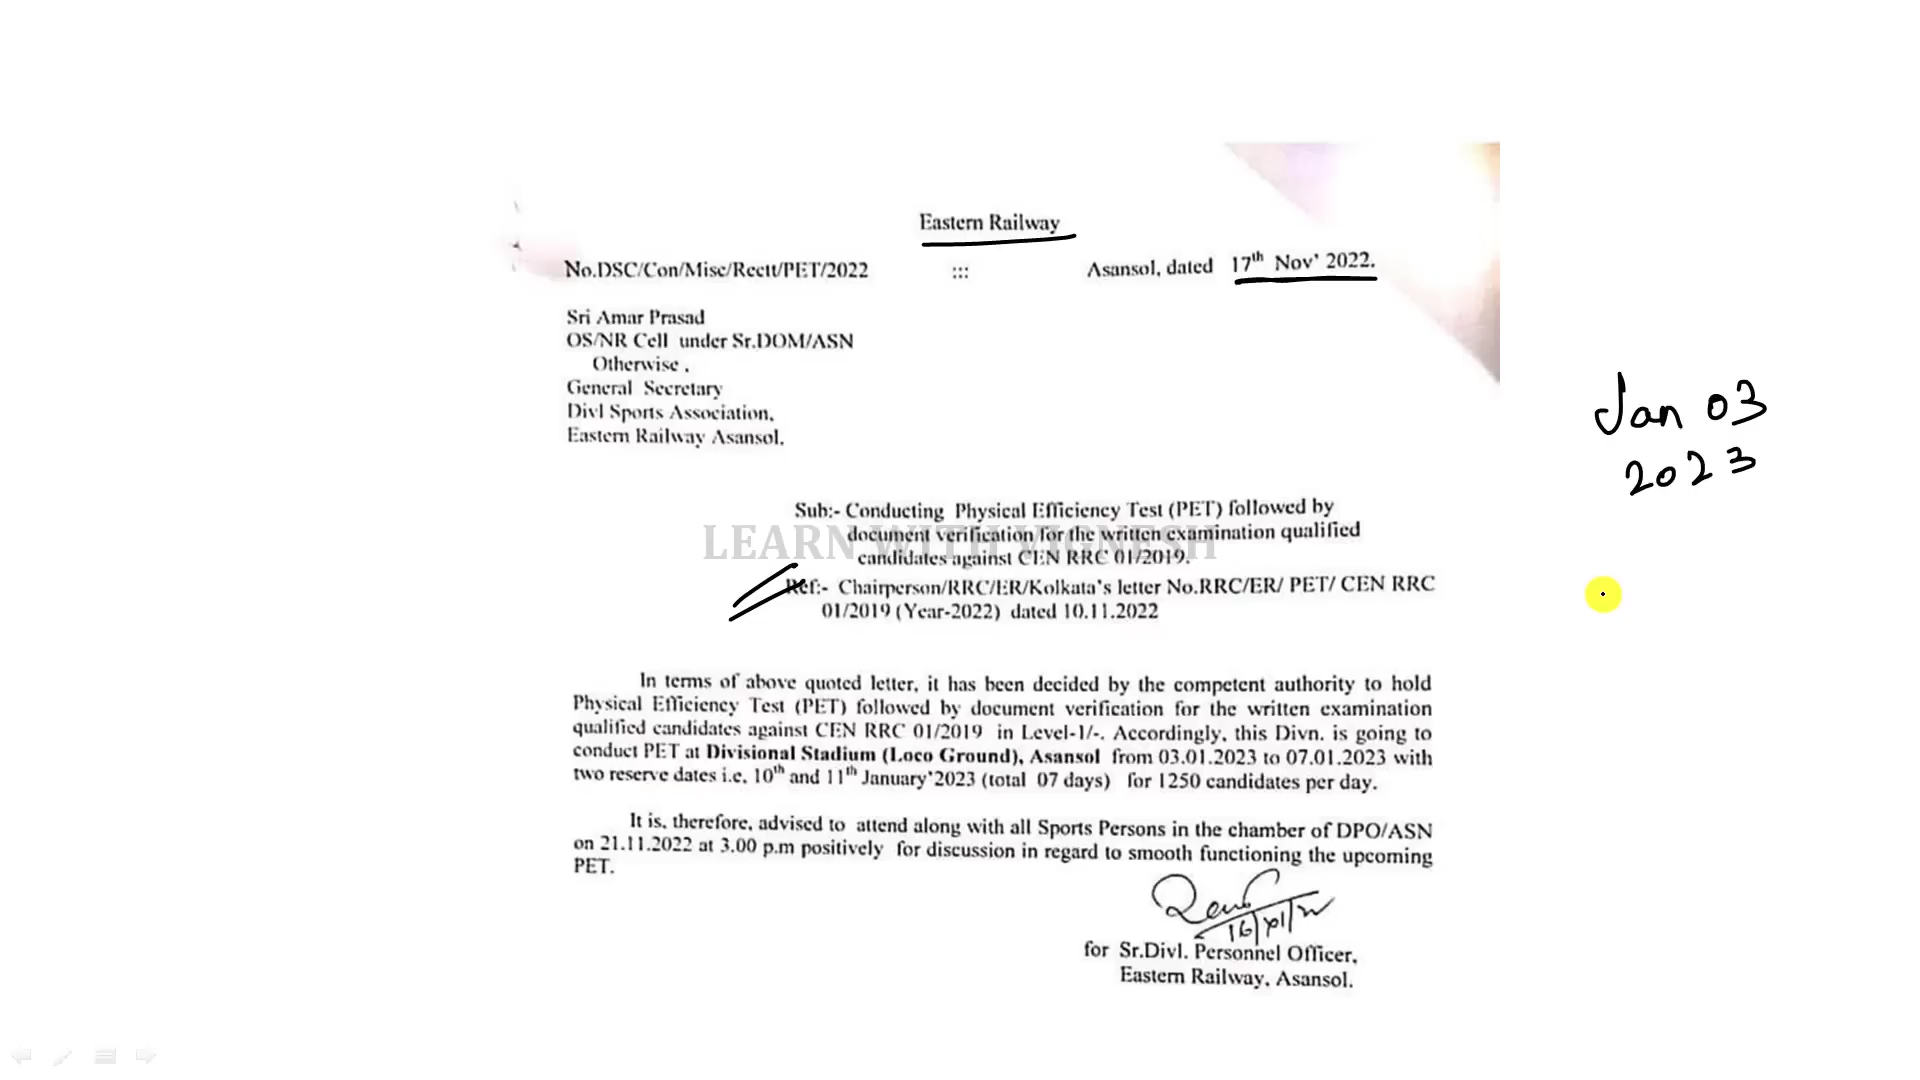 Eastern Railway
No.DSC/Con/Misc/Rectt/PET/2022 ::: Asansol, dated 17th Nov' 2022.
Sri Amar Prasad
OS/NR Cell under Sr.DOM/ASN
Otherwise,
General Secretary
Divl Sports Association,
Eastern Railway Asansol.
Jan 03
2023
Sub:- Conducting Physical Efficiency Test (PET) followed by
document verification for the written examination qualified
candidates against CEN RRC 01/2019.
LEARN WITH VIGNESH
Ref:- Chairperson/RRC/ER/Kolkata's letter No.RRC/ER/ PET/ CEN RRC
01/2019 (Year-2022) dated 10.11.2022
In terms of above quoted letter, it has been decided by the competent authority to hold
Physical Efficiency Test (PET) followed by document verification for the written examination
qualified candidates against CEN RRC 01/2019 in Level-1/-. Accordingly, this Divn. is going to
conduct PET at Divisional Stadium (Loco Ground), Asansol from 03.01.2023 to 07.01.2023 with
two reserve dates i.e. 10th and 11th January'2023 (total 07 days) for 1250 candidates per day.
It is, therefore, advised to attend along with all Sports Persons in the chamber of DPO/ASN
on 21.11.2022 at 3.00 p.m positively for discussion in regard to smooth functioning the upcoming
PET.
16/XI/22
for Sr.Divl. Personnel Officer,
Eastern Railway, Asansol.